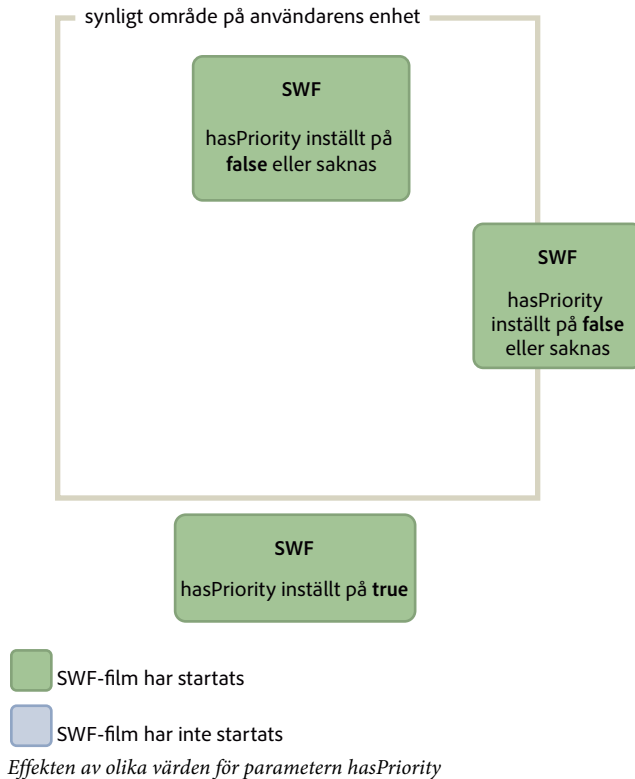 synligt område på användarens enhet
SWF
hasPriority inställt på
false eller saknas
SWF
hasPriority
inställt på false
eller saknas
SWF
hasPriority inställt på true
SWF-film har startats
SWF-film har inte startats
Effekten av olika värden för parametern hasPriority